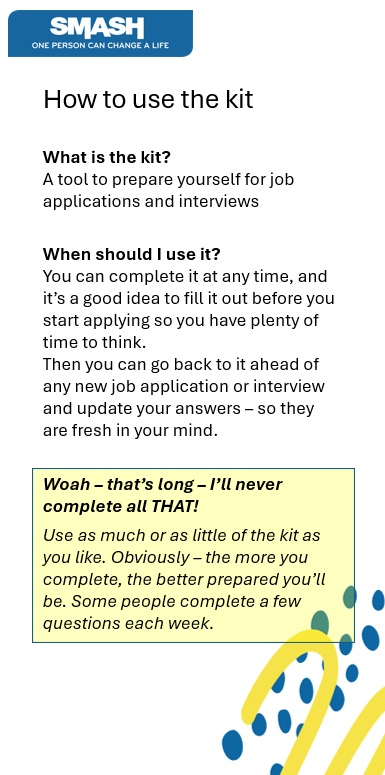 SMASH
ONE PERSON CAN CHANGE A LIFE
How to use the kit
What is the kit?
A tool to prepare yourself for job
applications and interviews
When should I use it?
You can complete it at any time, and
it’s a good idea to fill it out before you
start applying so you have plenty of
time to think.
Then you can go back to it ahead of
any new job application or interview
and update your answers – so they
are fresh in your mind.
Woah – that’s long – I’ll never
complete all THAT!
Use as much or as little of the kit as
you like. Obviously – the more you
complete, the better prepared you’ll
be. Some people complete a few
questions each week.